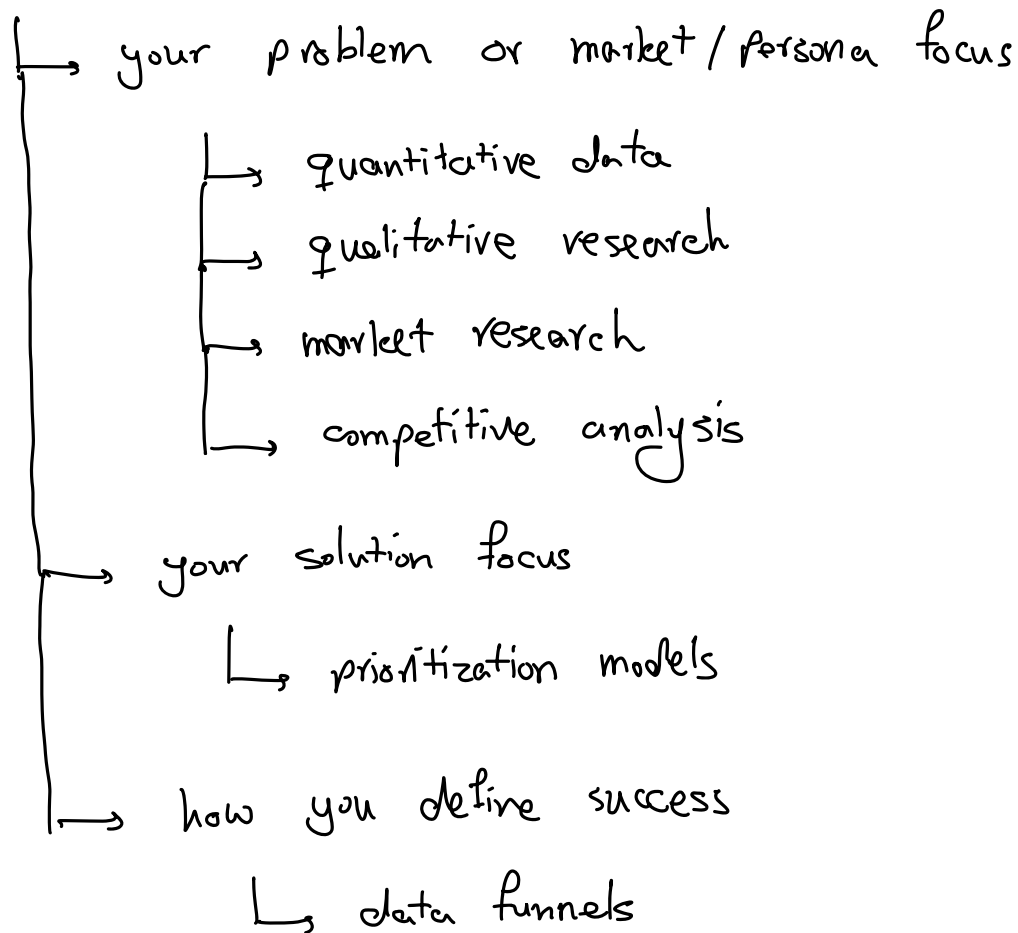 your problem or market/persona focus
quantitative data
qualitative research
market research
competitive analysis
your solution focus
prioritization models
how you define success
data funnels